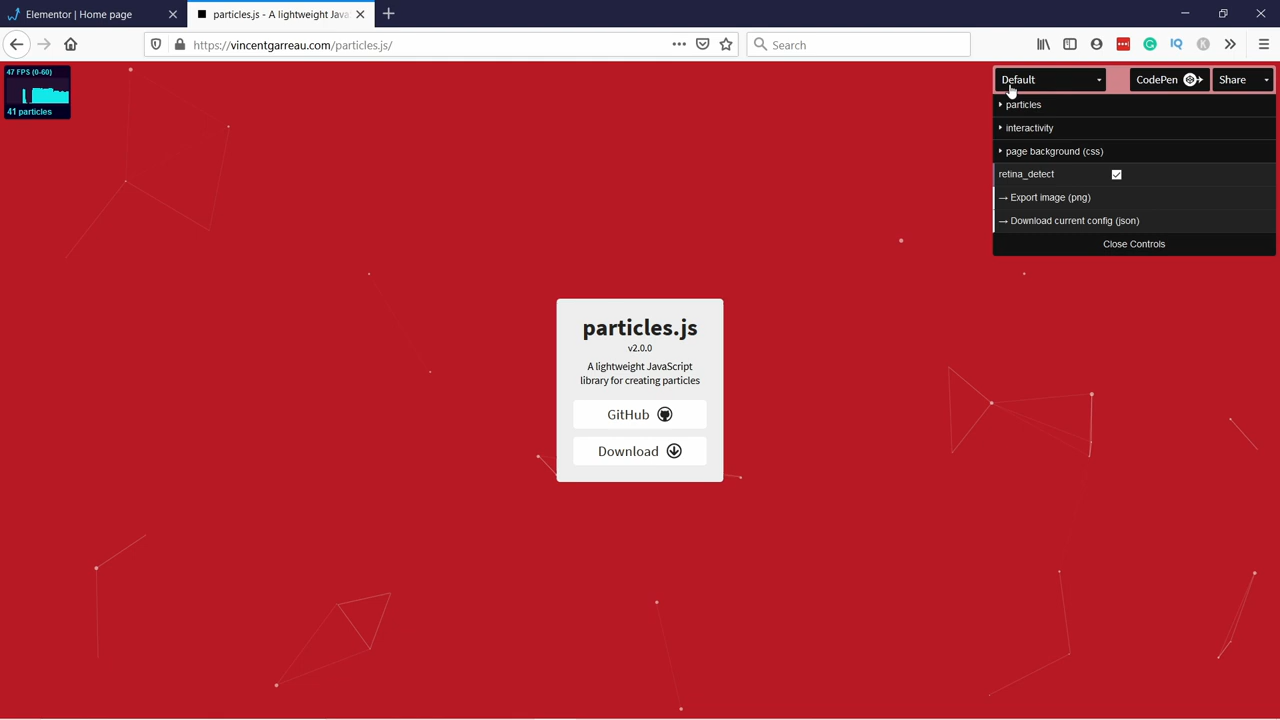 Elementor | Home page
particles.js - A lightweight Java
https://vincentgarreau.com/particles.js/
Search
IQ
K
47 FPS (0-60)
41 particles
Default
CodePen
Share
particles
interactivity
page background (css)
retina_detect
→ Export image (png)
→ Download current config (json)
Close Controls
particles.js
v2.0.0
A lightweight JavaScript
library for creating particles
GitHub
Download